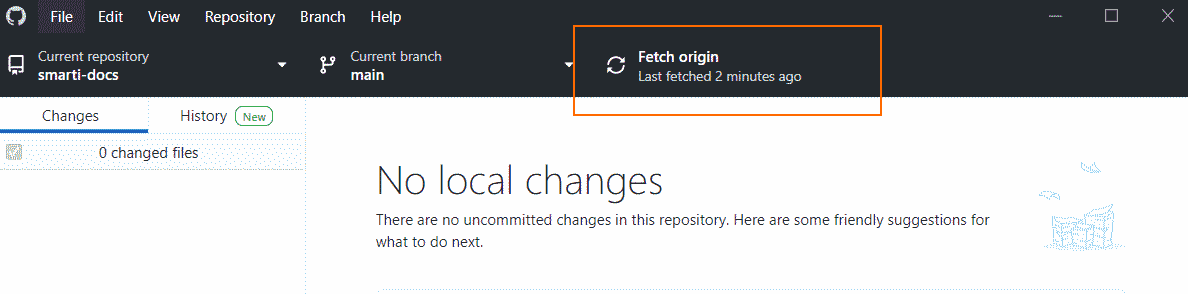 File Edit View Repository Branch Help
Current repository
smarti-docs
Current branch
main
Fetch origin
Last fetched 2 minutes ago
Changes
History New
0 changed files
No local changes
There are no uncommitted changes in this repository. Here are some friendly suggestions for
what to do next.